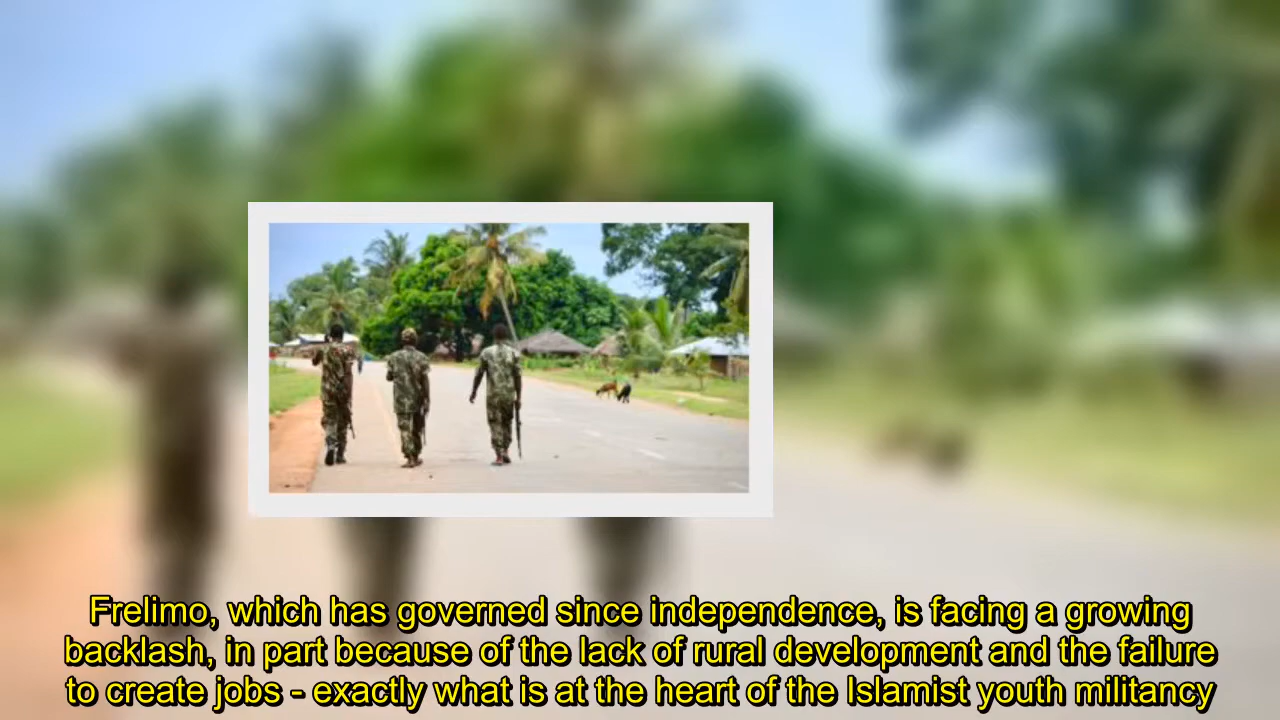 Frelimo, which has governed since independence, is facing a growing
backlash, in part because of the lack of rural development and the failure
to create jobs - exactly what is at the heart of the Islamist youth militancy